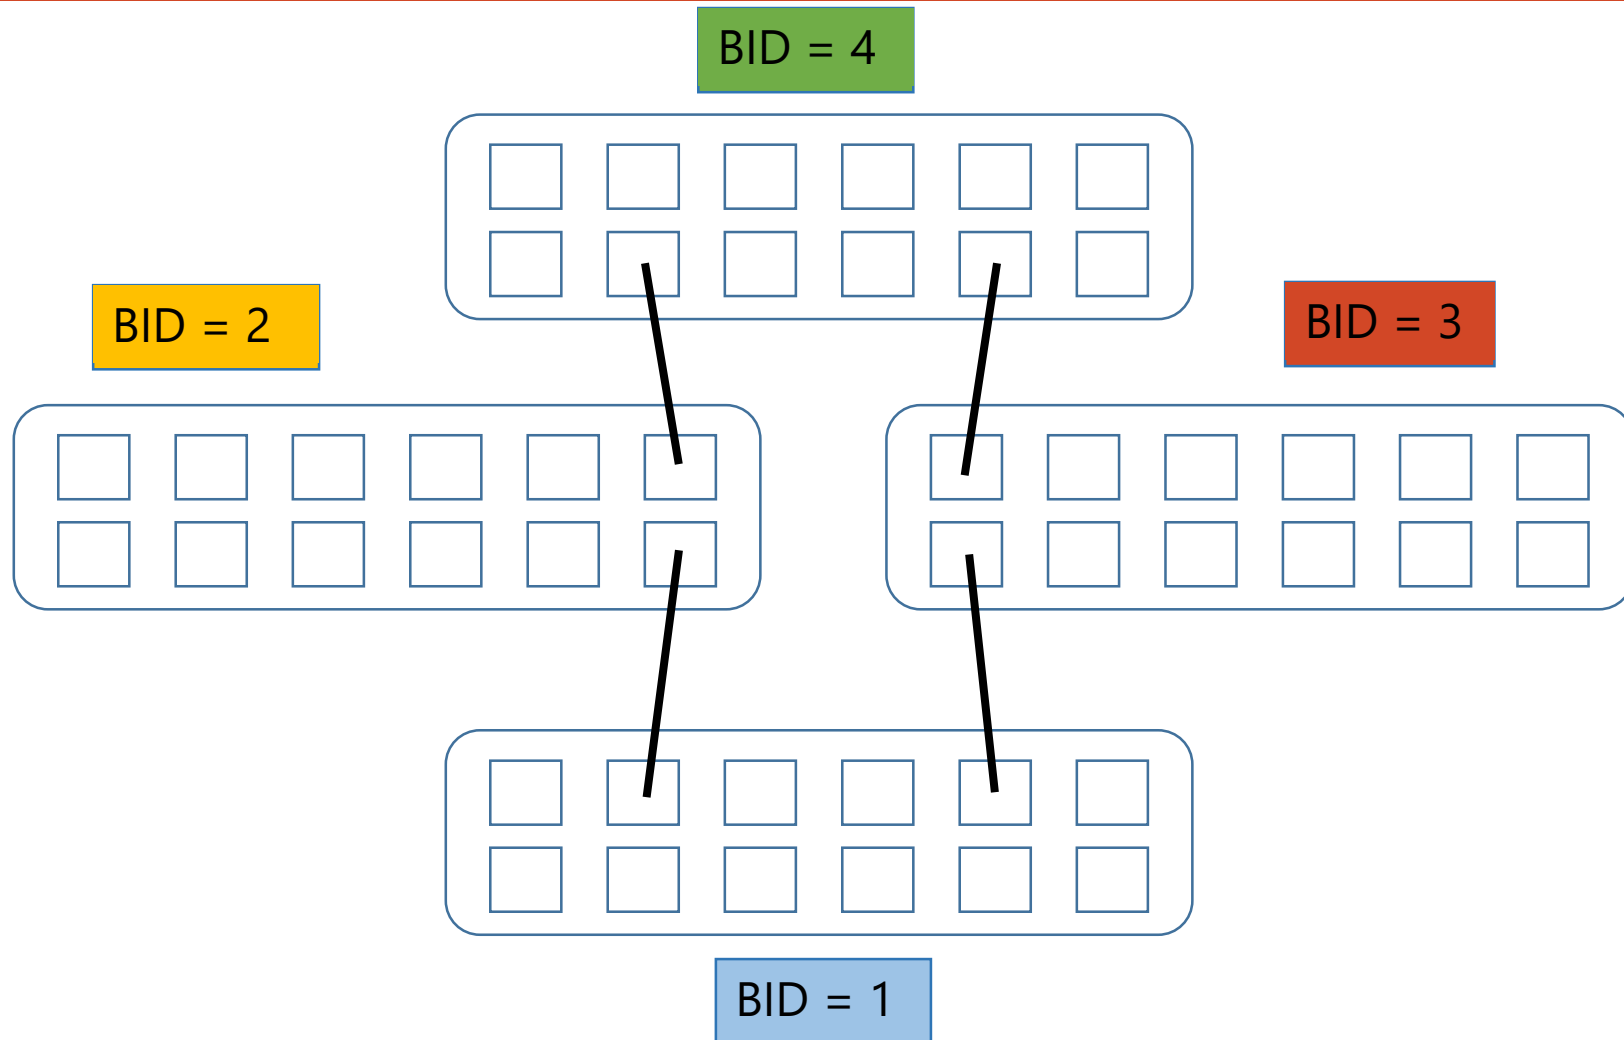 BID = 4
BID = 2
BID = 3
BID = 1